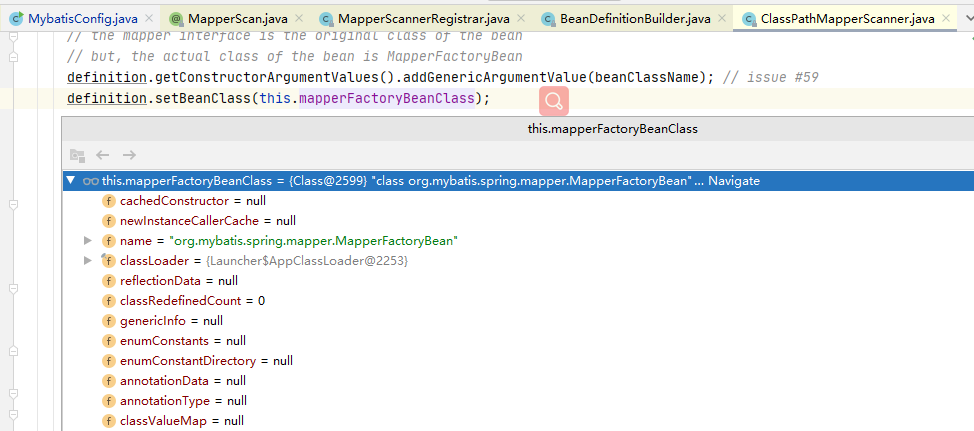 MybatisConfig.java MapperScan.java MapperScannerRegistrar.java BeanDefinitionBuilder.java ClassPathMapperScanner.java
// the mapper interface is the original class of the bean
// but, the actual class of the bean is MapperFactoryBean
definition.getConstructorArgumentValues().addGenericArgumentValue(beanClassName); // issue #59
definition.setBeanClass(this.mapperFactoryBeanClass);
this.mapperFactoryBeanClass
this.mapperFactoryBeanClass = {Class@2599} "class org.mybatis.spring.mapper.MapperFactoryBean"... Navigate
cachedConstructor = null
newInstanceCallerCache = null
name = "org.mybatis.spring.mapper.MapperFactoryBean"
classLoader = {Launcher$AppClassLoader@2253}
reflectionData = null
classRedefinedCount = 0
genericInfo = null
enumConstants = null
enumConstantDirectory = null
annotationData = null
annotationType = null
classValueMap = null